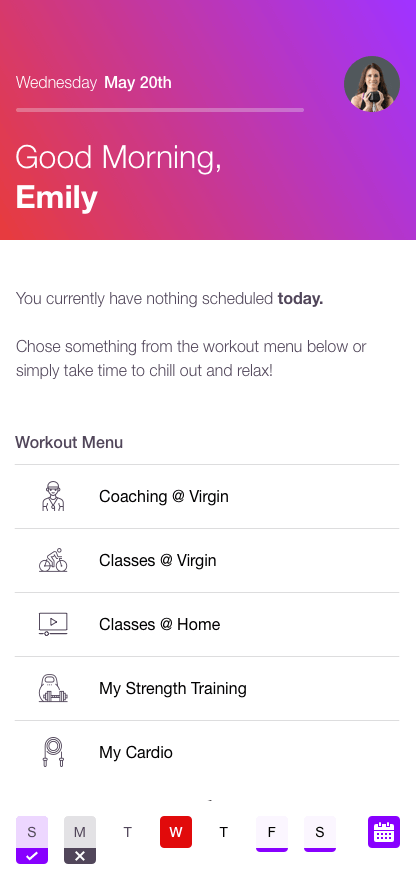 Wednesday May 20th
Good Morning,
Emily
You currently have nothing scheduled today.
Chose something from the workout menu below or
simply take time to chill out and relax!
Workout Menu
Coaching @ Virgin
Classes @ Virgin
Classes @ Home
My Strength Training
My Cardio
S M T W T F S